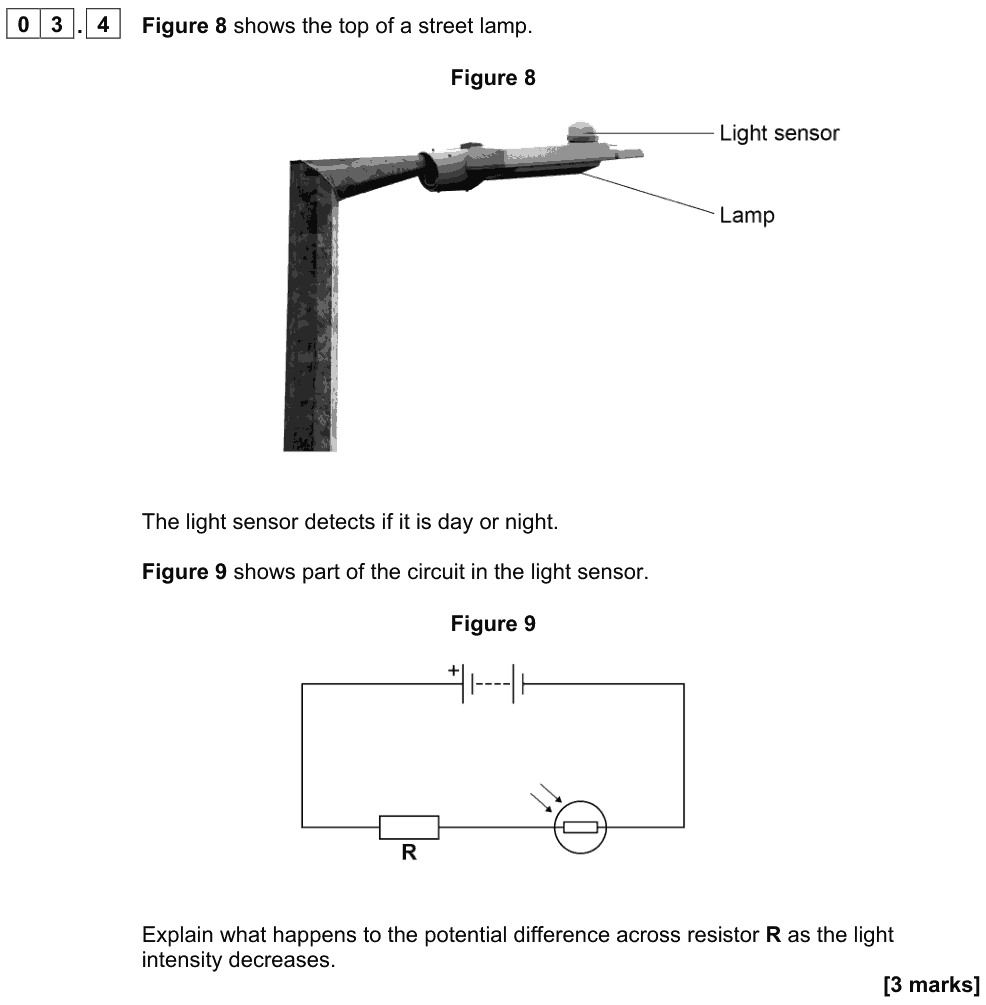 0 3 . 4 Figure 8 shows the top of a street lamp.
Figure 8
Light sensor
Lamp
The light sensor detects if it is day or night.
Figure 9 shows part of the circuit in the light sensor.
Figure 9
+
R
Explain what happens to the potential difference across resistor R as the light
intensity decreases.
[3 marks]